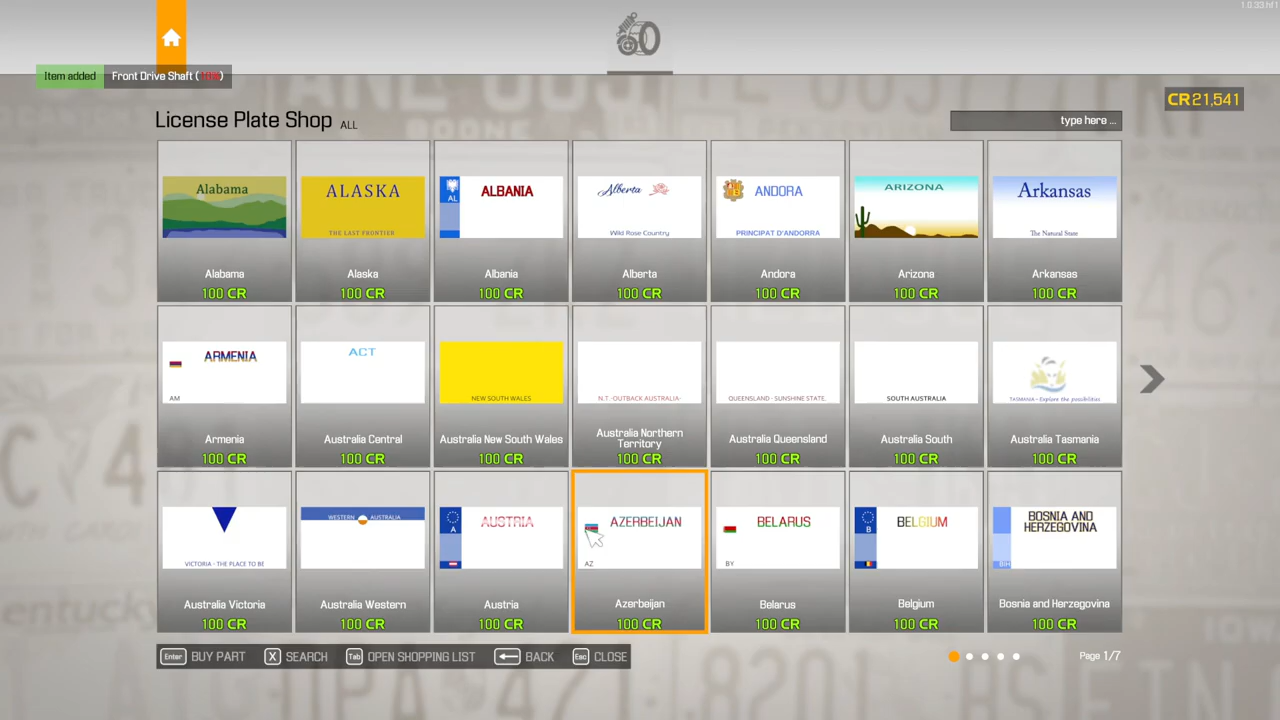 1.0.33.hf1
Item added
Front Drive Shaft (
CR 21,541
License Plate Shop ALL
type here ...
Alabama
Alabama
100 CR
ALASKA
THE LAST FRONTIER
Alaska
100 CR
AL
ALBANIA
Albania
100 CR
Alberta
Wild Rose Country
Alberta
100 CR
ANDORA
PRINCIPAT D'ANDORRA
Andora
100 CR
ARIZONA
Arizona
100 CR
Arkansas
The Natural State
Arkansas
100 CR
ARMENIA
AM
Armenia
100 CR
ACT
Australia Central
100 CR
NEW SOUTH WALES
Australia New South Wales
100 CR
N.T. -OUTBACK AUSTRALIA-
Australia Northern
Territory
100 CR
QUEENSLAND - SUNSHINE STATE.
Australia Queensland
100 CR
SOUTH AUSTRALIA
Australia South
100 CR
TASMANIA - Explore the possibilities
Australia Tasmania
100 CR
VICTORIA - THE PLACE TO BE
Australia Victoria
100 CR
WESTERN AUSTRALIA
Australia Western
100 CR
A
AUSTRIA
Austria
100 CR
AZERBEIJAN
AZ
Azerbeijan
100 CR
BELARUS
BY
Belarus
100 CR
B
BELGIUM
Belgium
100 CR
BOSNIA AND
HERZEGOVINA
BIH
Bosnia and Herzegovina
100 CR
Enter BUY PART X SEARCH Tab OPEN SHOPPING LIST BACK Esc CLOSE
Page 1/7